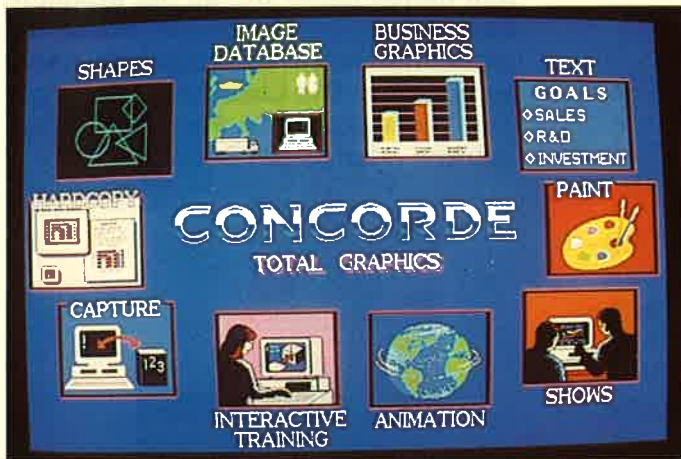 IMAGE
DATABASE
BUSINESS
GRAPHICS
SHAPES
TEXT
GOALS
◇SALES
◇R&D
◇INVESTMENT
HARDCOPY
CONCORDE
TOTAL GRAPHICS
PAINT
CAPTURE
123
INTERACTIVE
TRAINING
ANIMATION
SHOWS